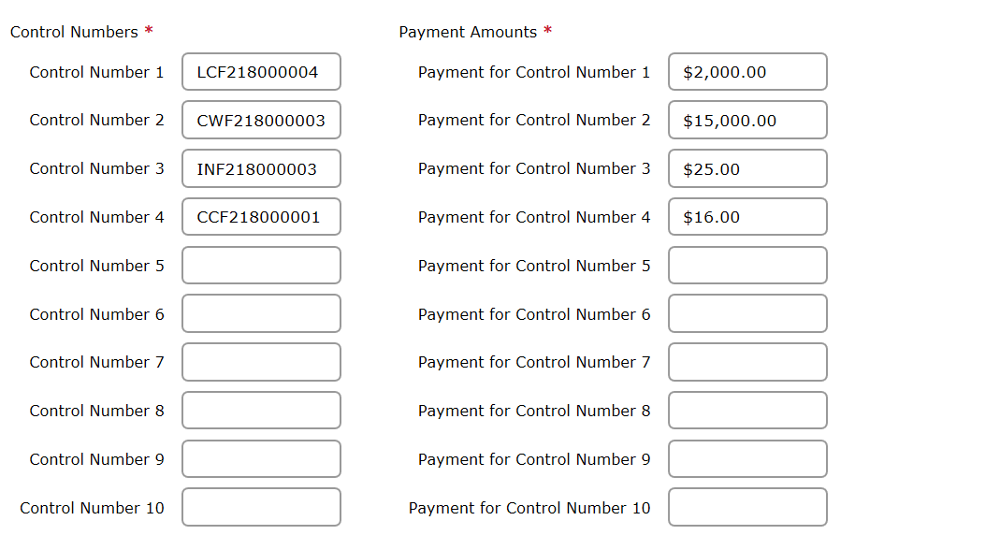 Control Numbers * Payment Amounts *
Control Number 1 LCF218000004 Payment for Control Number 1 $2,000.00
Control Number 2 CWF218000003 Payment for Control Number 2 $15,000.00
Control Number 3 INF218000003 Payment for Control Number 3 $25.00
Control Number 4 CCF218000001 Payment for Control Number 4 $16.00
Control Number 5 Payment for Control Number 5
Control Number 6 Payment for Control Number 6
Control Number 7 Payment for Control Number 7
Control Number 8 Payment for Control Number 8
Control Number 9 Payment for Control Number 9
Control Number 10 Payment for Control Number 10